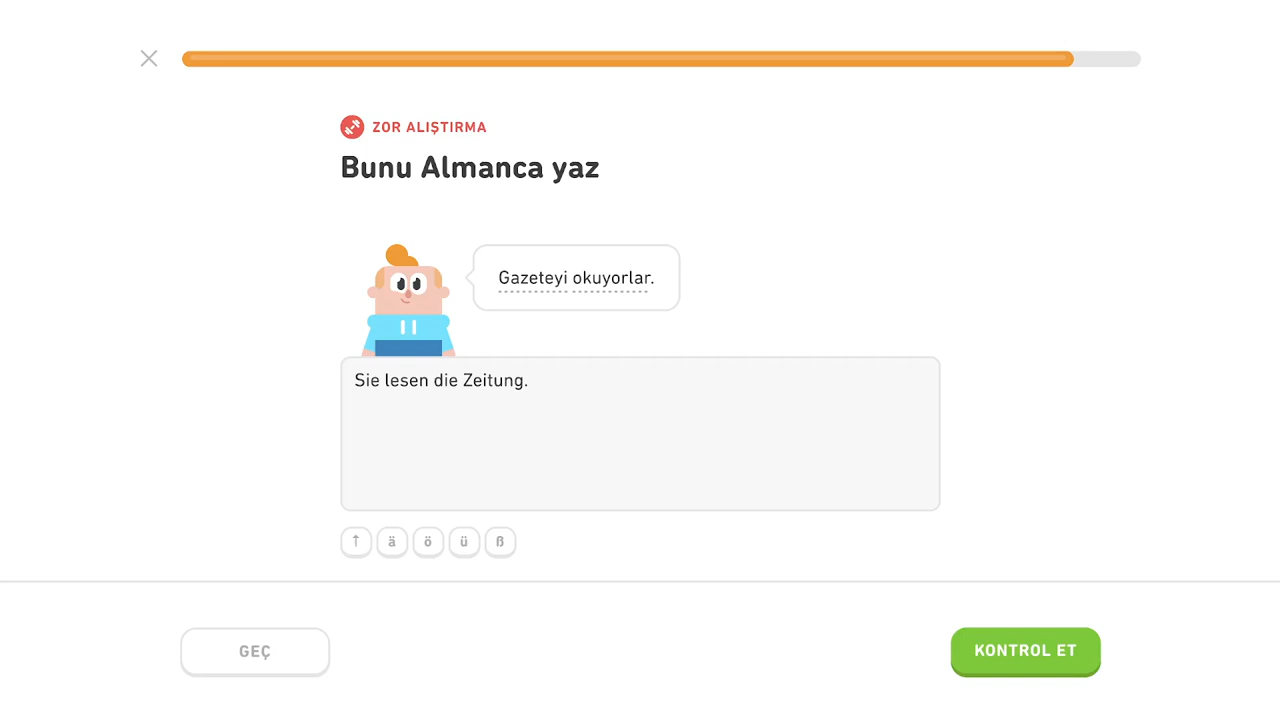 ZOR ALIŞTIRMA
Bunu Almanca yaz
Gazeteyi okuyorlar.
Sie lesen die Zeitung.
↑ ä ö ü ß
GEÇ
KONTROL ET